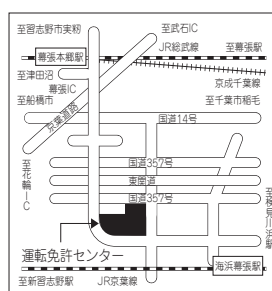 至習志野市実籾
至武石IC
JR総武線
至幕張駅
幕張本郷駅
至津田沼
京成千葉線
幕張IC
至船橋市
至千葉市稲毛
京葉道路
国道14号
至花輪IC
国道357号
東関道
国道357号
至検見川浜駅
運転免許センター
海浜幕張駅
至新習志野駅
JR京葉線